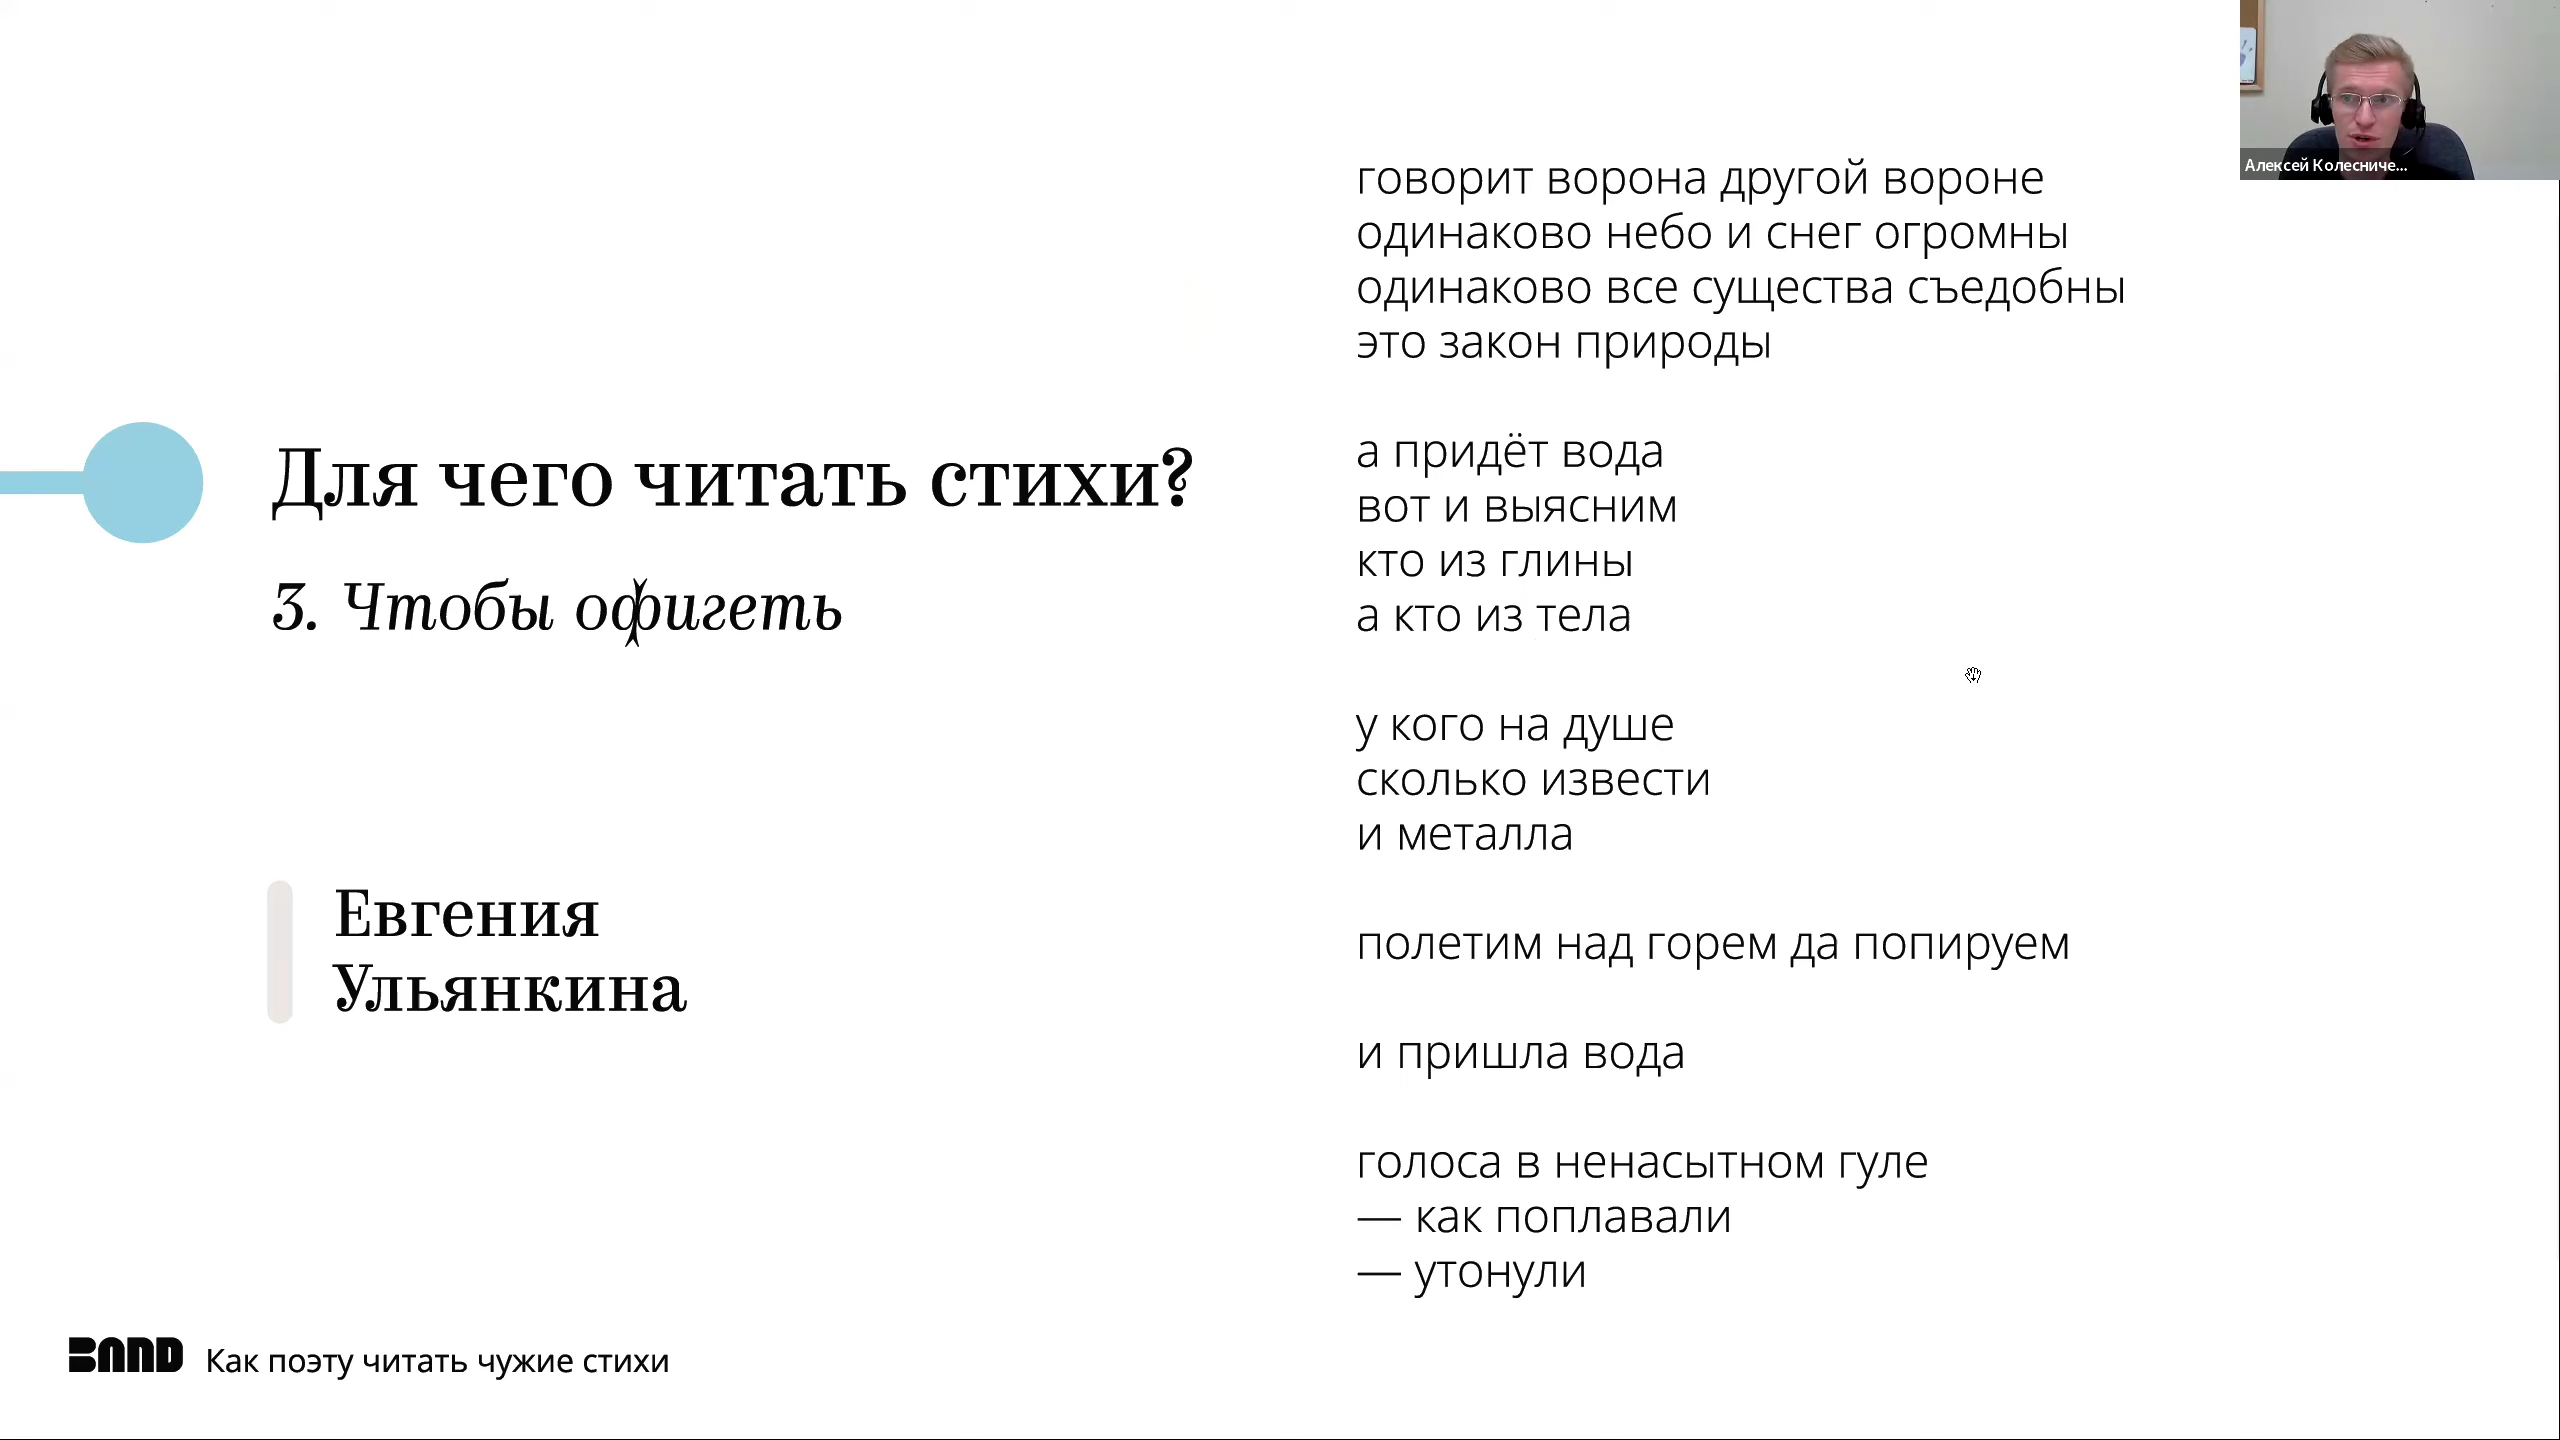 Алексей Колесниче...
говорит ворона другой вороне
одинаково небо и снег огромны
одинаково все существа съедобны
это закон природы
а придёт вода
вот и выясним
кто из глины
а кто из тела
у кого на душе
сколько извести
и металла
полетим над горем да попируем
и пришла вода
голоса в ненасытном гуле
— как поплавали
— утонули
Для чего читать стихи?
3. Чтобы офигеть
Евгения
Ульянкина
BAND Как поэту читать чужие стихи